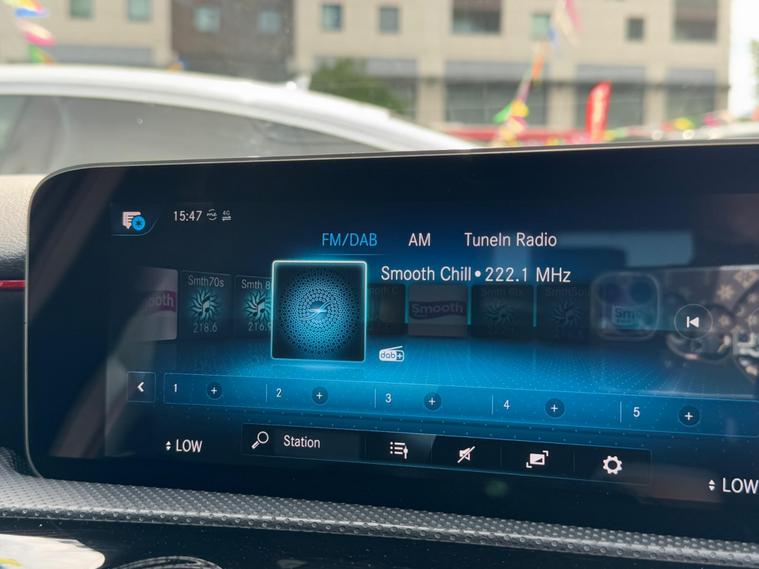 15:47 4G
FM/DAB AM TuneIn Radio
Smooth Chill • 222.1 MHz
Smth70s
218.6
Smth 8
216.9
Smooth
dab+
1 + 2 + 3 + 4 + 5 +
LOW
Station
LOW